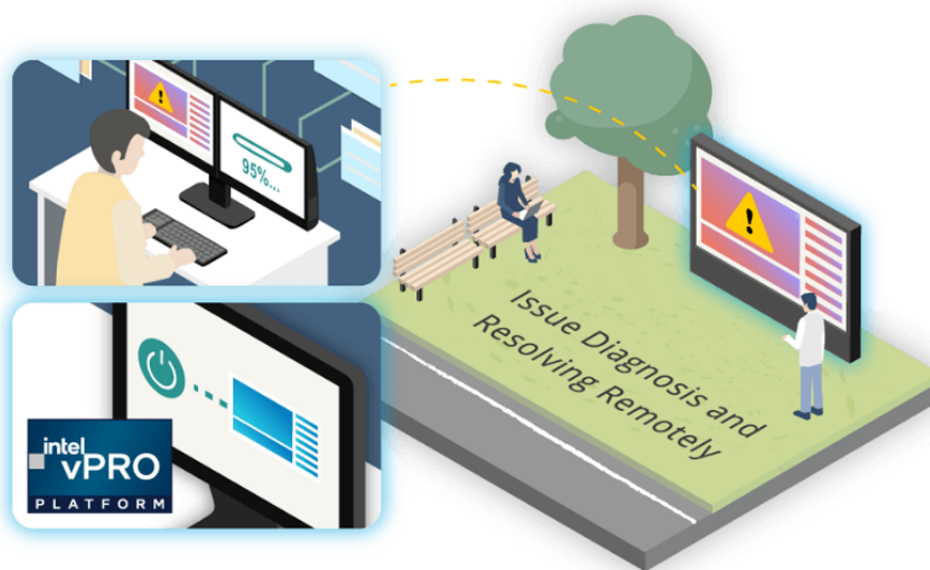 95%...
intel
vPRO
PLATFORM
Issue Diagnosis and
Resolving Remotely